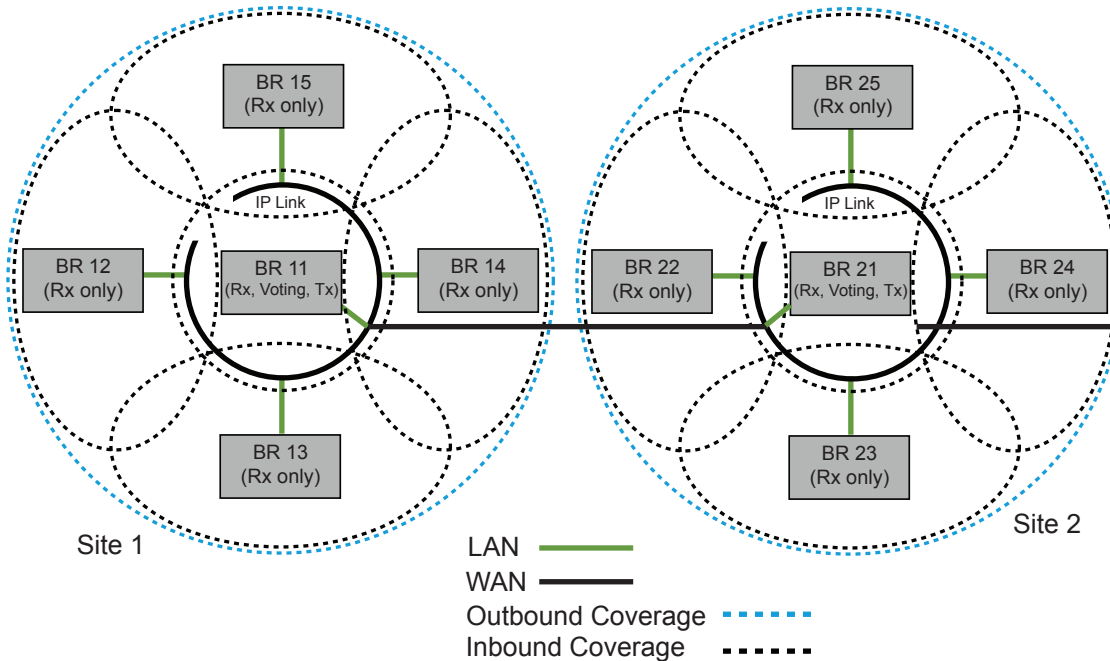 BR 15
(Rx only)
BR 25
(Rx only)
IP Link
IP Link
BR 12
(Rx only)
BR 11
(Rx, Voting, Tx)
BR 14
(Rx only)
BR 22
(Rx only)
BR 21
(Rx, Voting, Tx)
BR 24
(Rx only)
BR 13
(Rx only)
BR 23
(Rx only)
Site 1
Site 2
LAN
WAN
Outbound Coverage
Inbound Coverage